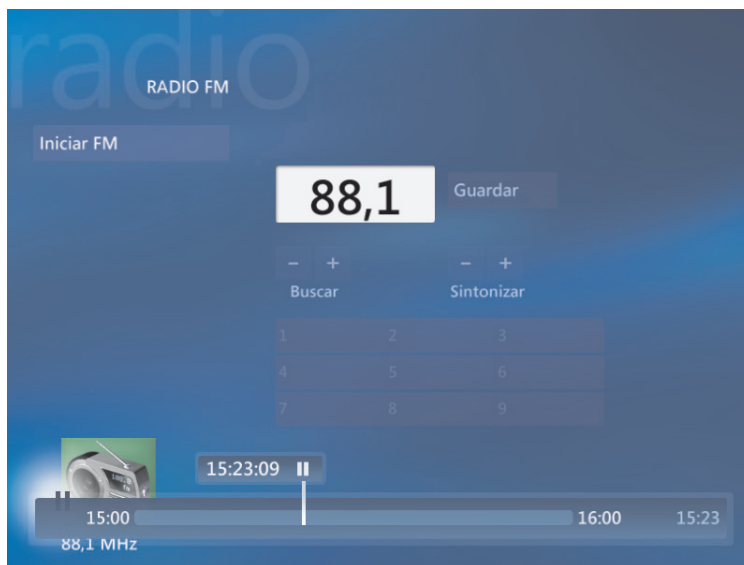 radio
RADIO FM
Iniciar FM
88,1 Guardar
− + − +
Buscar Sintonizar
1 2 3
4 5 6
7 8 9
15:23:09
15:00 16:00 15:23
88,1 MHz